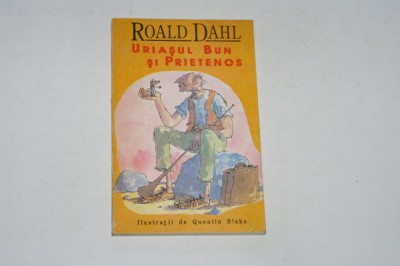 ROALD DAHL
URIAȘUL BUN
ȘI PRIETENOS
Ilustrații de Quentin Blake